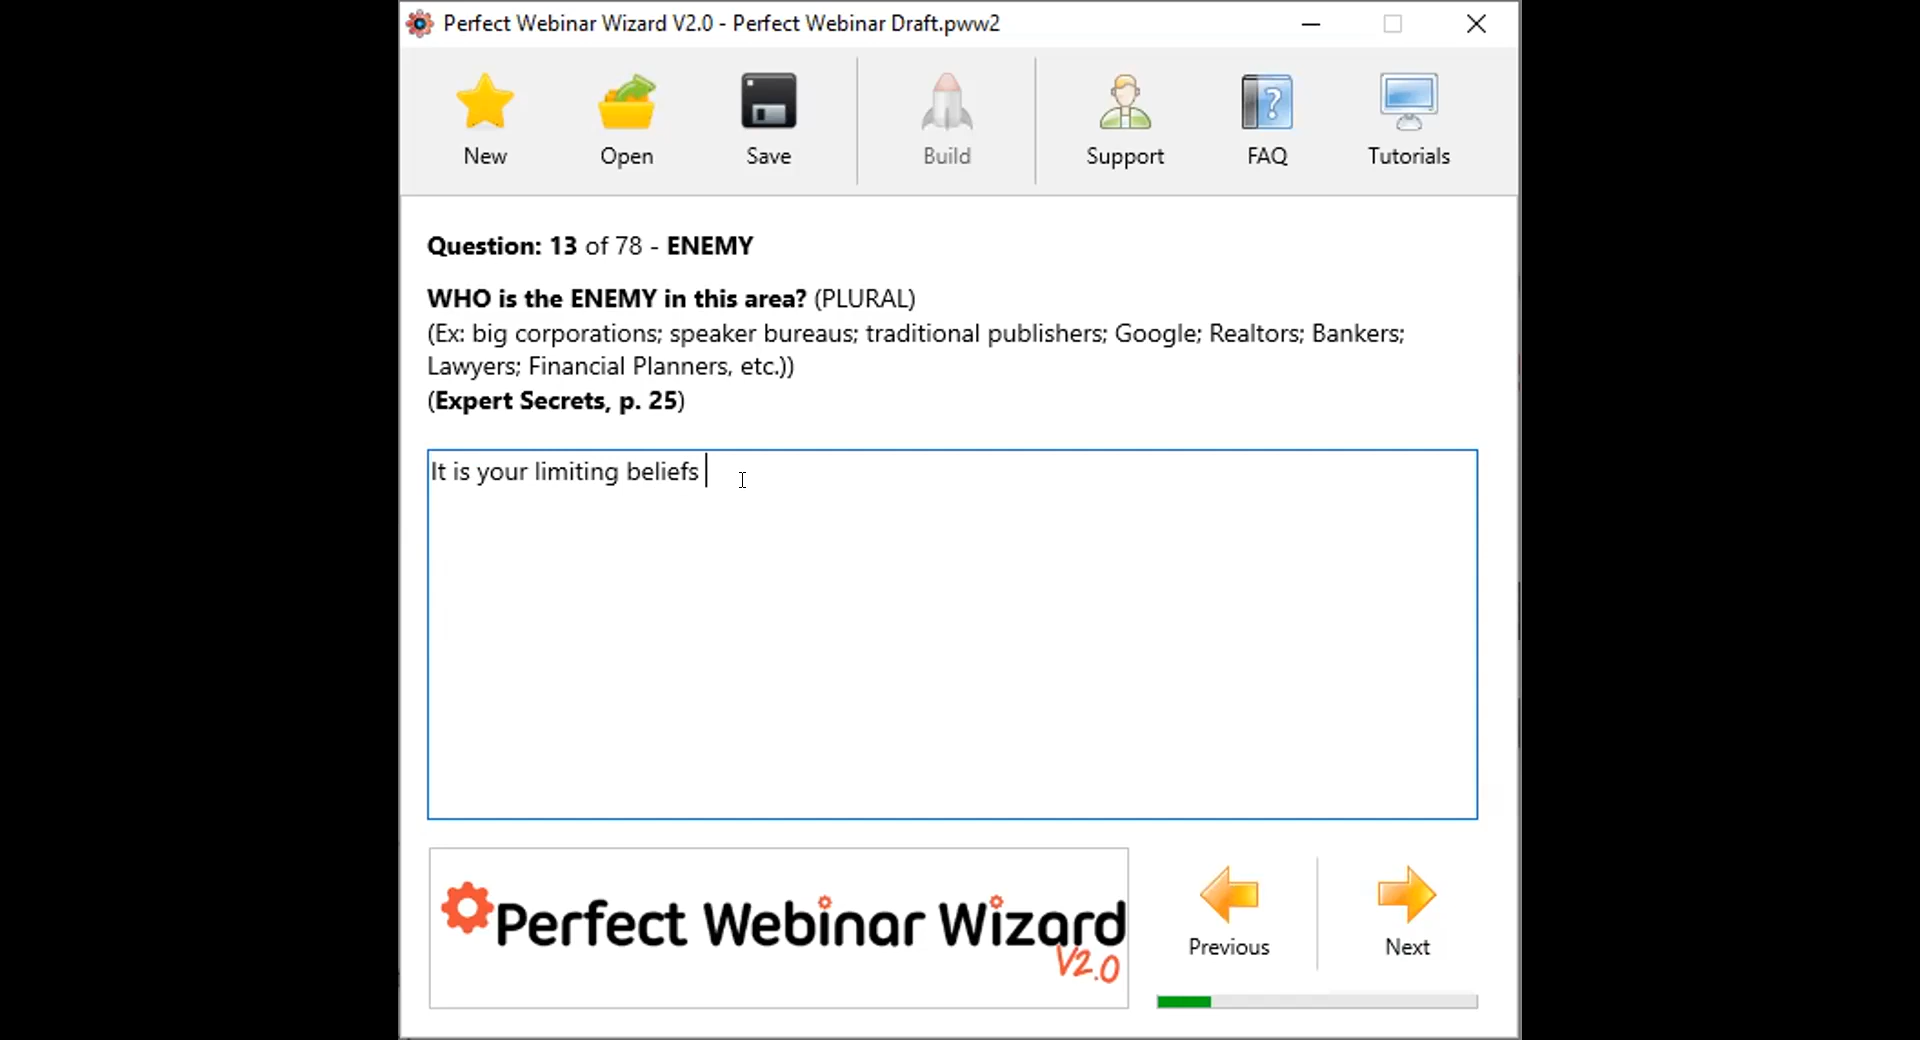 Perfect Webinar Wizard V2.0 - Perfect Webinar Draft.pww2
New Open Save Build Support FAQ Tutorials
Question: 13 of 78 - ENEMY
WHO is the ENEMY in this area? (PLURAL)
(Ex: big corporations; speaker bureaus; traditional publishers; Google; Realtors; Bankers;
Lawyers; Financial Planners, etc.))
(Expert Secrets, p. 25)
It is your limiting beliefs
Perfect Webinar Wizard
V2.0
Previous Next